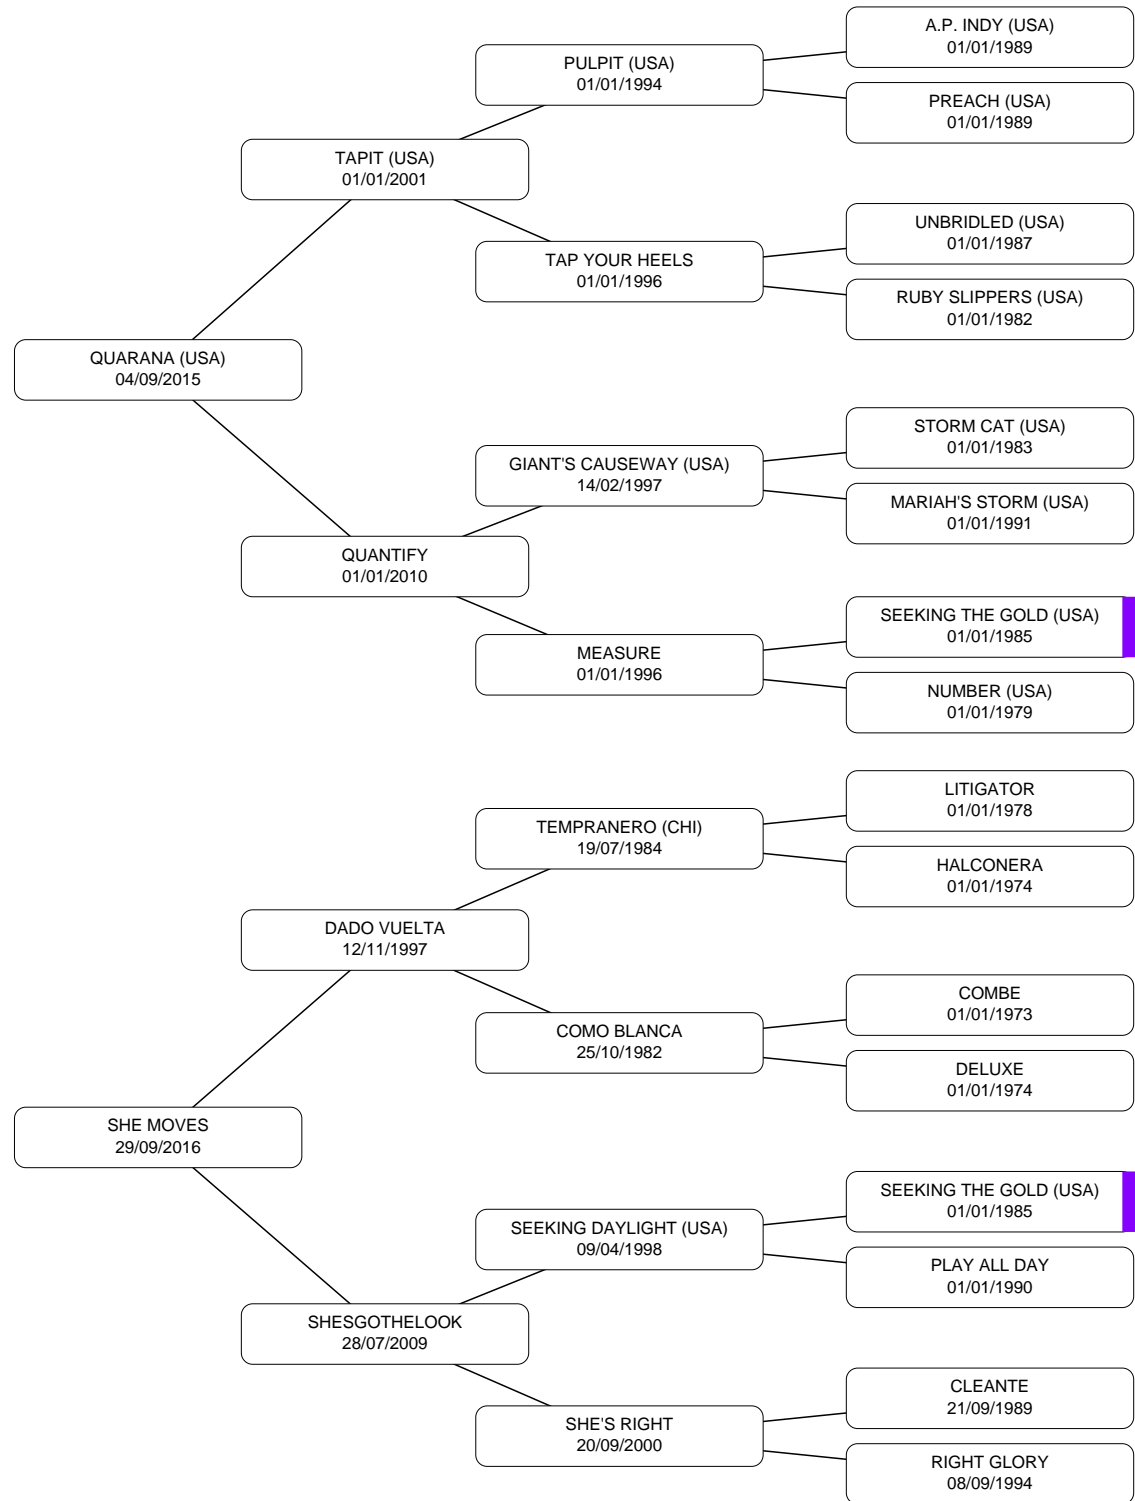 A.P. INDY (USA)
01/01/1989
PULPIT (USA)
01/01/1994
PREACH (USA)
01/01/1989
TAPIT (USA)
01/01/2001
UNBRIDLED (USA)
01/01/1987
TAP YOUR HEELS
01/01/1996
RUBY SLIPPERS (USA)
01/01/1982
QUARANA (USA)
04/09/2015
STORM CAT (USA)
01/01/1983
GIANT'S CAUSEWAY (USA)
14/02/1997
MARIAH'S STORM (USA)
01/01/1991
QUANTIFY
01/01/2010
SEEKING THE GOLD (USA)
01/01/1985
MEASURE
01/01/1996
NUMBER (USA)
01/01/1979
LITIGATOR
01/01/1978
TEMPRANERO (CHI)
19/07/1984
HALCONERA
01/01/1974
DADO VUELTA
12/11/1997
COMBE
01/01/1973
COMO BLANCA
25/10/1982
DELUXE
01/01/1974
SHE MOVES
29/09/2016
SEEKING THE GOLD (USA)
01/01/1985
SEEKING DAYLIGHT (USA)
09/04/1998
PLAY ALL DAY
01/01/1990
SHESGOTHELOOK
28/07/2009
CLEANTE
21/09/1989
SHE'S RIGHT
20/09/2000
RIGHT GLORY
08/09/1994